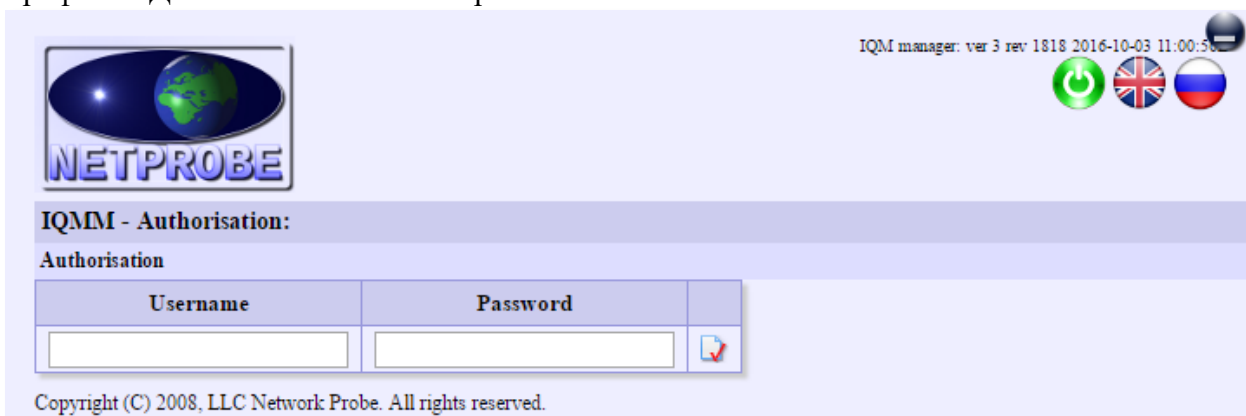 IQM manager: ver 3 rev 1818 2016-10-03 11:00:5
NETPROBE
IQMM - Authorisation:
Authorisation
Username Password
Copyright (C) 2008, LLC Network Probe. All rights reserved.